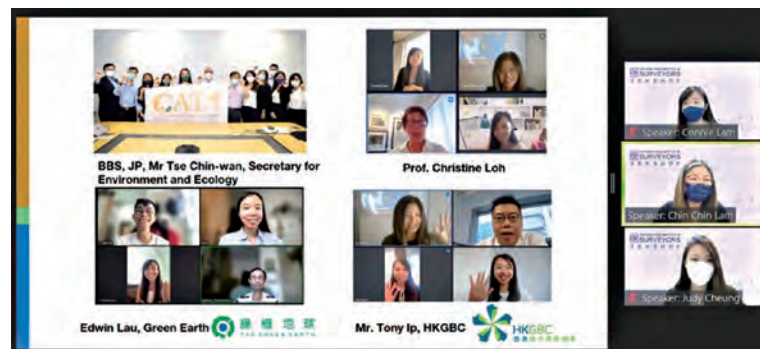 CAT
BBS, JP, Mr Tse Chin-wan, Secretary for
Environment and Ecology
Prof. Christine Loh
Edwin Lau, Green Earth
綠惜地球
THE GREEN EARTH
Mr. Tony Ip, HKGBC
HKGBC
SURVEYORS
Speaker: Connie Lam
SURVEYORS
Speaker: Chin Chin Lam
SURVEYORS
Speaker: Judy Cheung